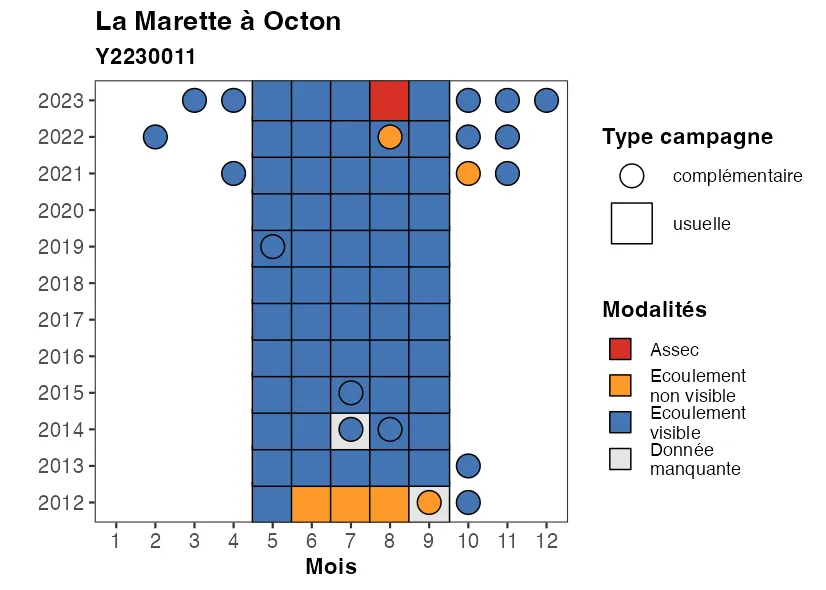 La Marette à Octon
Y2230011
2023
2022
2021
2020
2019
2018
2017
2016
2015
2014
2013
2012
1 2 3 4 5 6 7 8 9 10 11 12
Mois
Type campagne
complémentaire
usuelle
Modalités
Assec
Ecoulement
non visible
Ecoulement
visible
Donnée
manquante